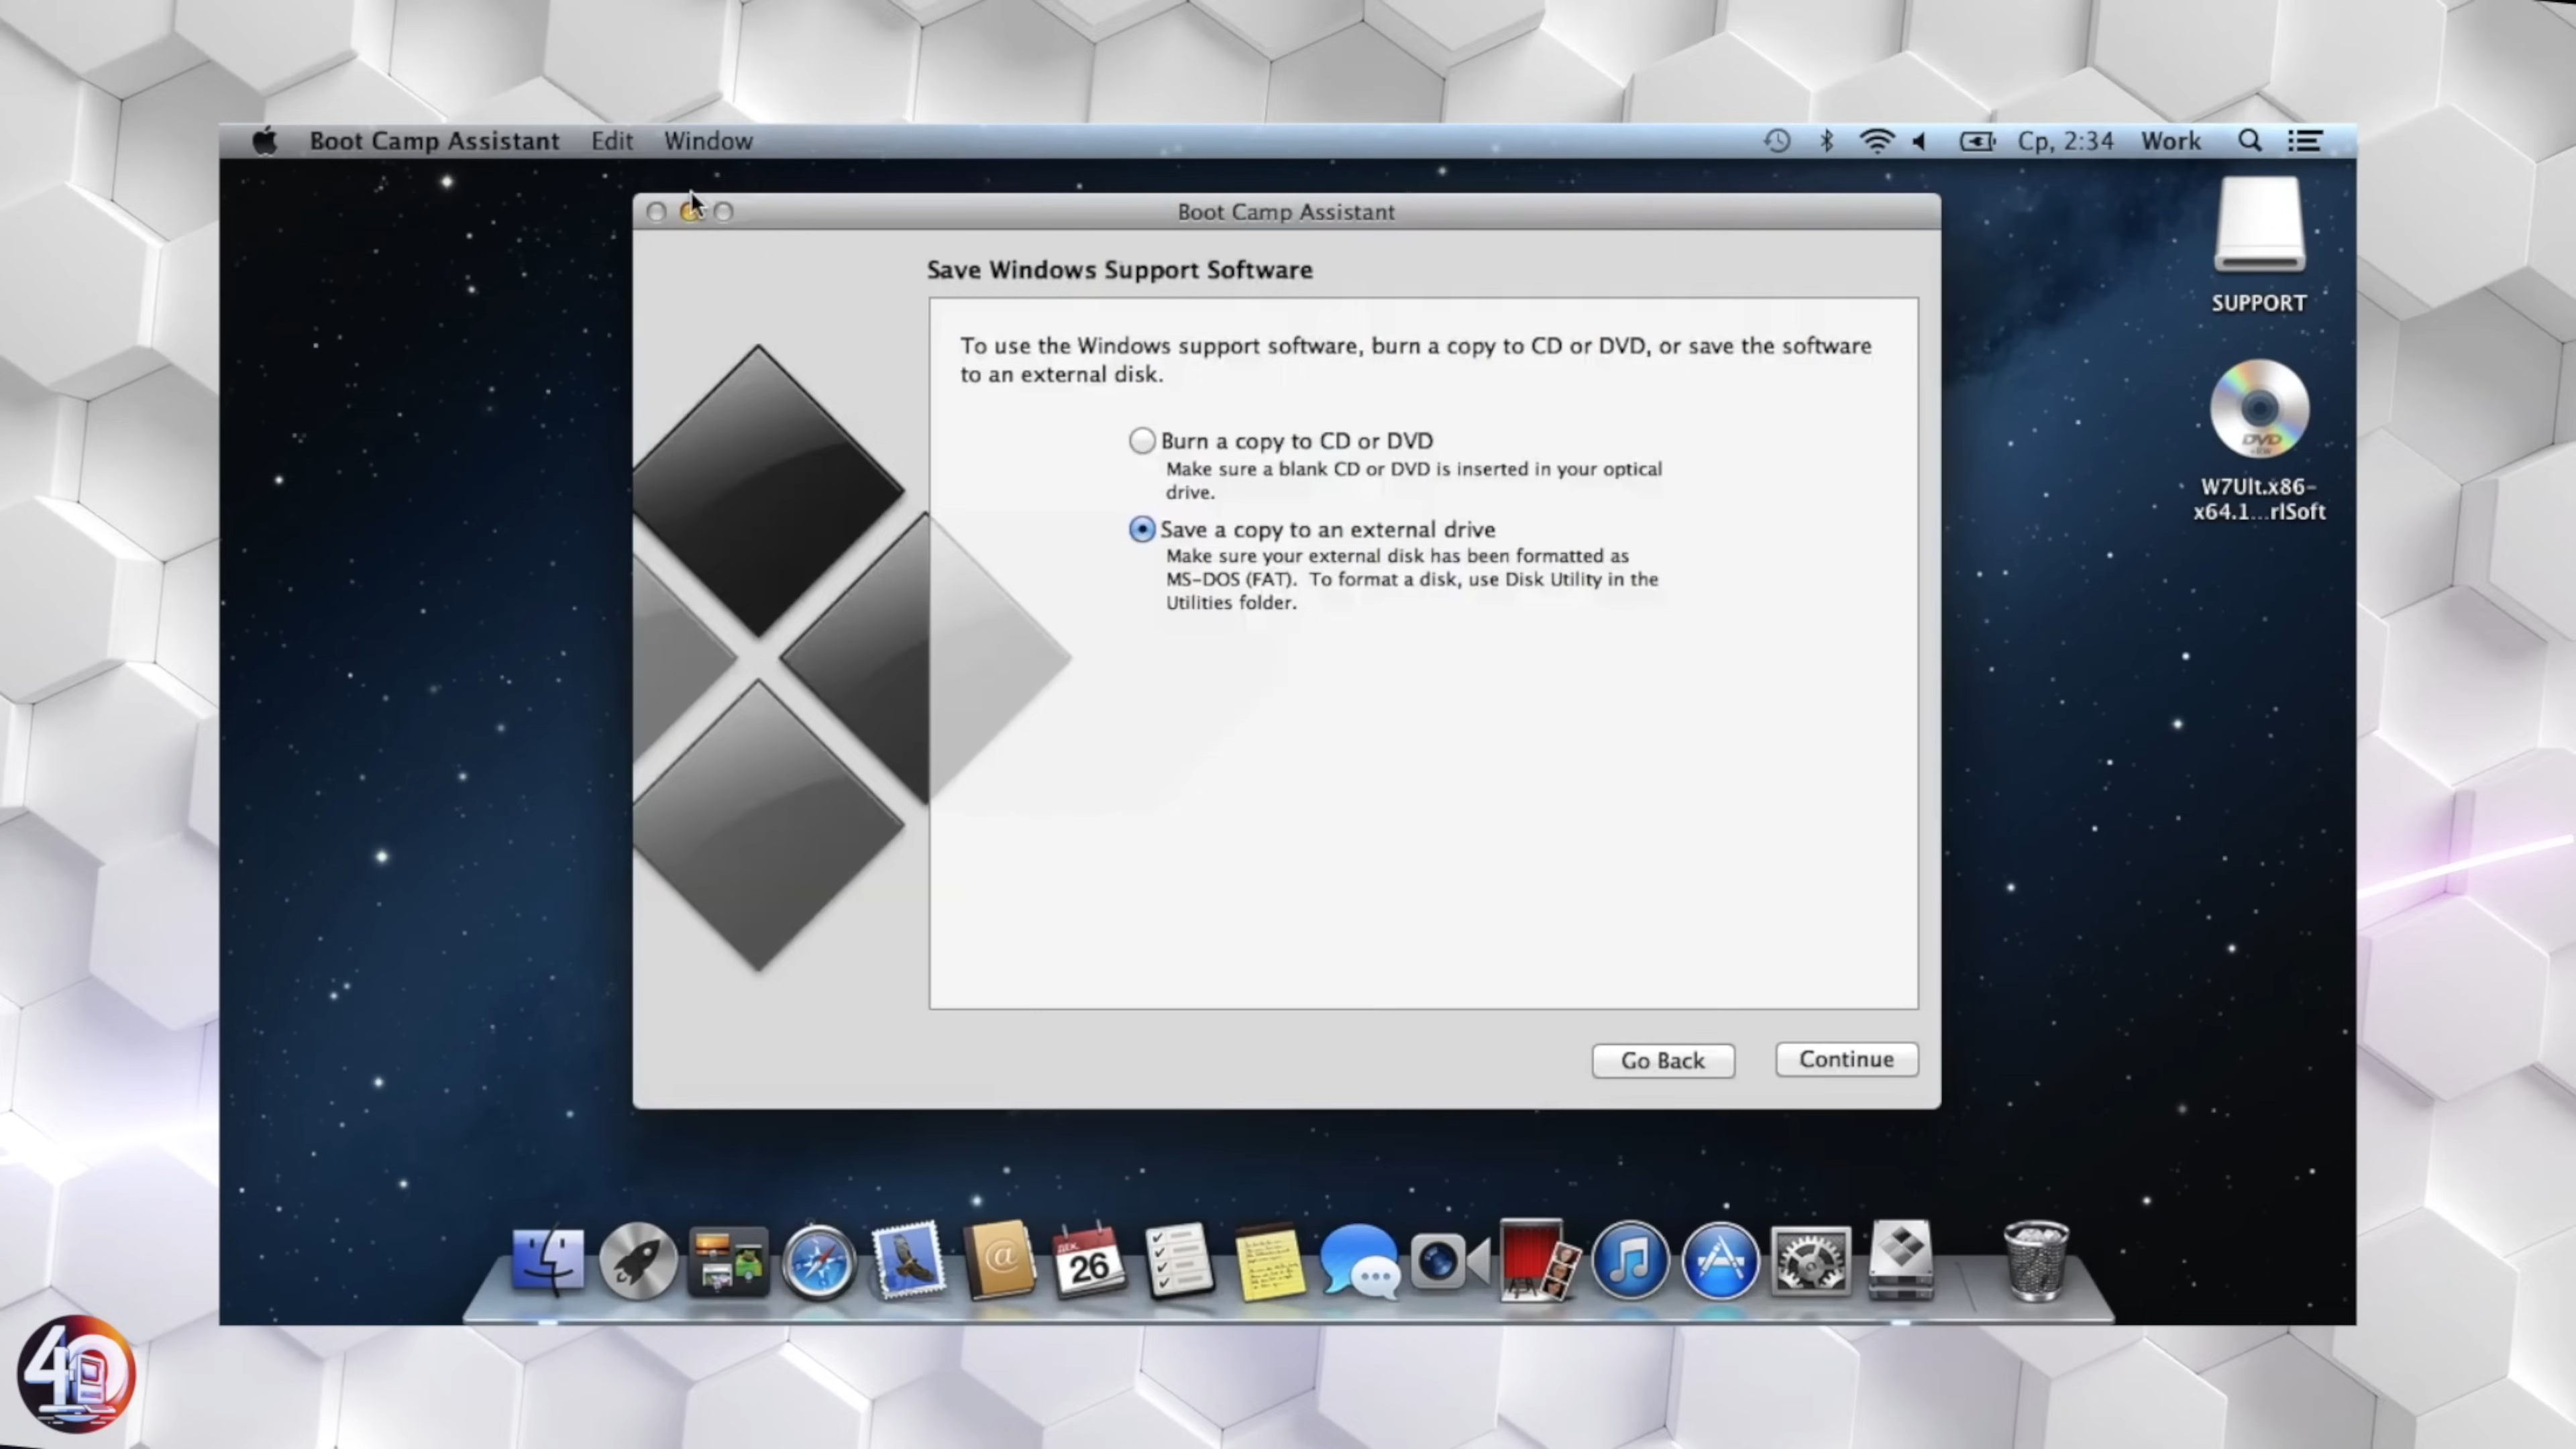 Boot Camp Assistant Edit Window
Ср, 2:34 Work
Boot Camp Assistant
Save Windows Support Software
To use the Windows support software, burn a copy to CD or DVD, or save the software
to an external disk.
Burn a copy to CD or DVD
Make sure a blank CD or DVD is inserted in your optical
drive.
Save a copy to an external drive
Make sure your external disk has been formatted as
MS-DOS (FAT). To format a disk, use Disk Utility in the
Utilities folder.
Go Back
Continue
SUPPORT
DVD
W7Ult.x86-
x64.1...rlSoft
@
ДЕК.
26
40